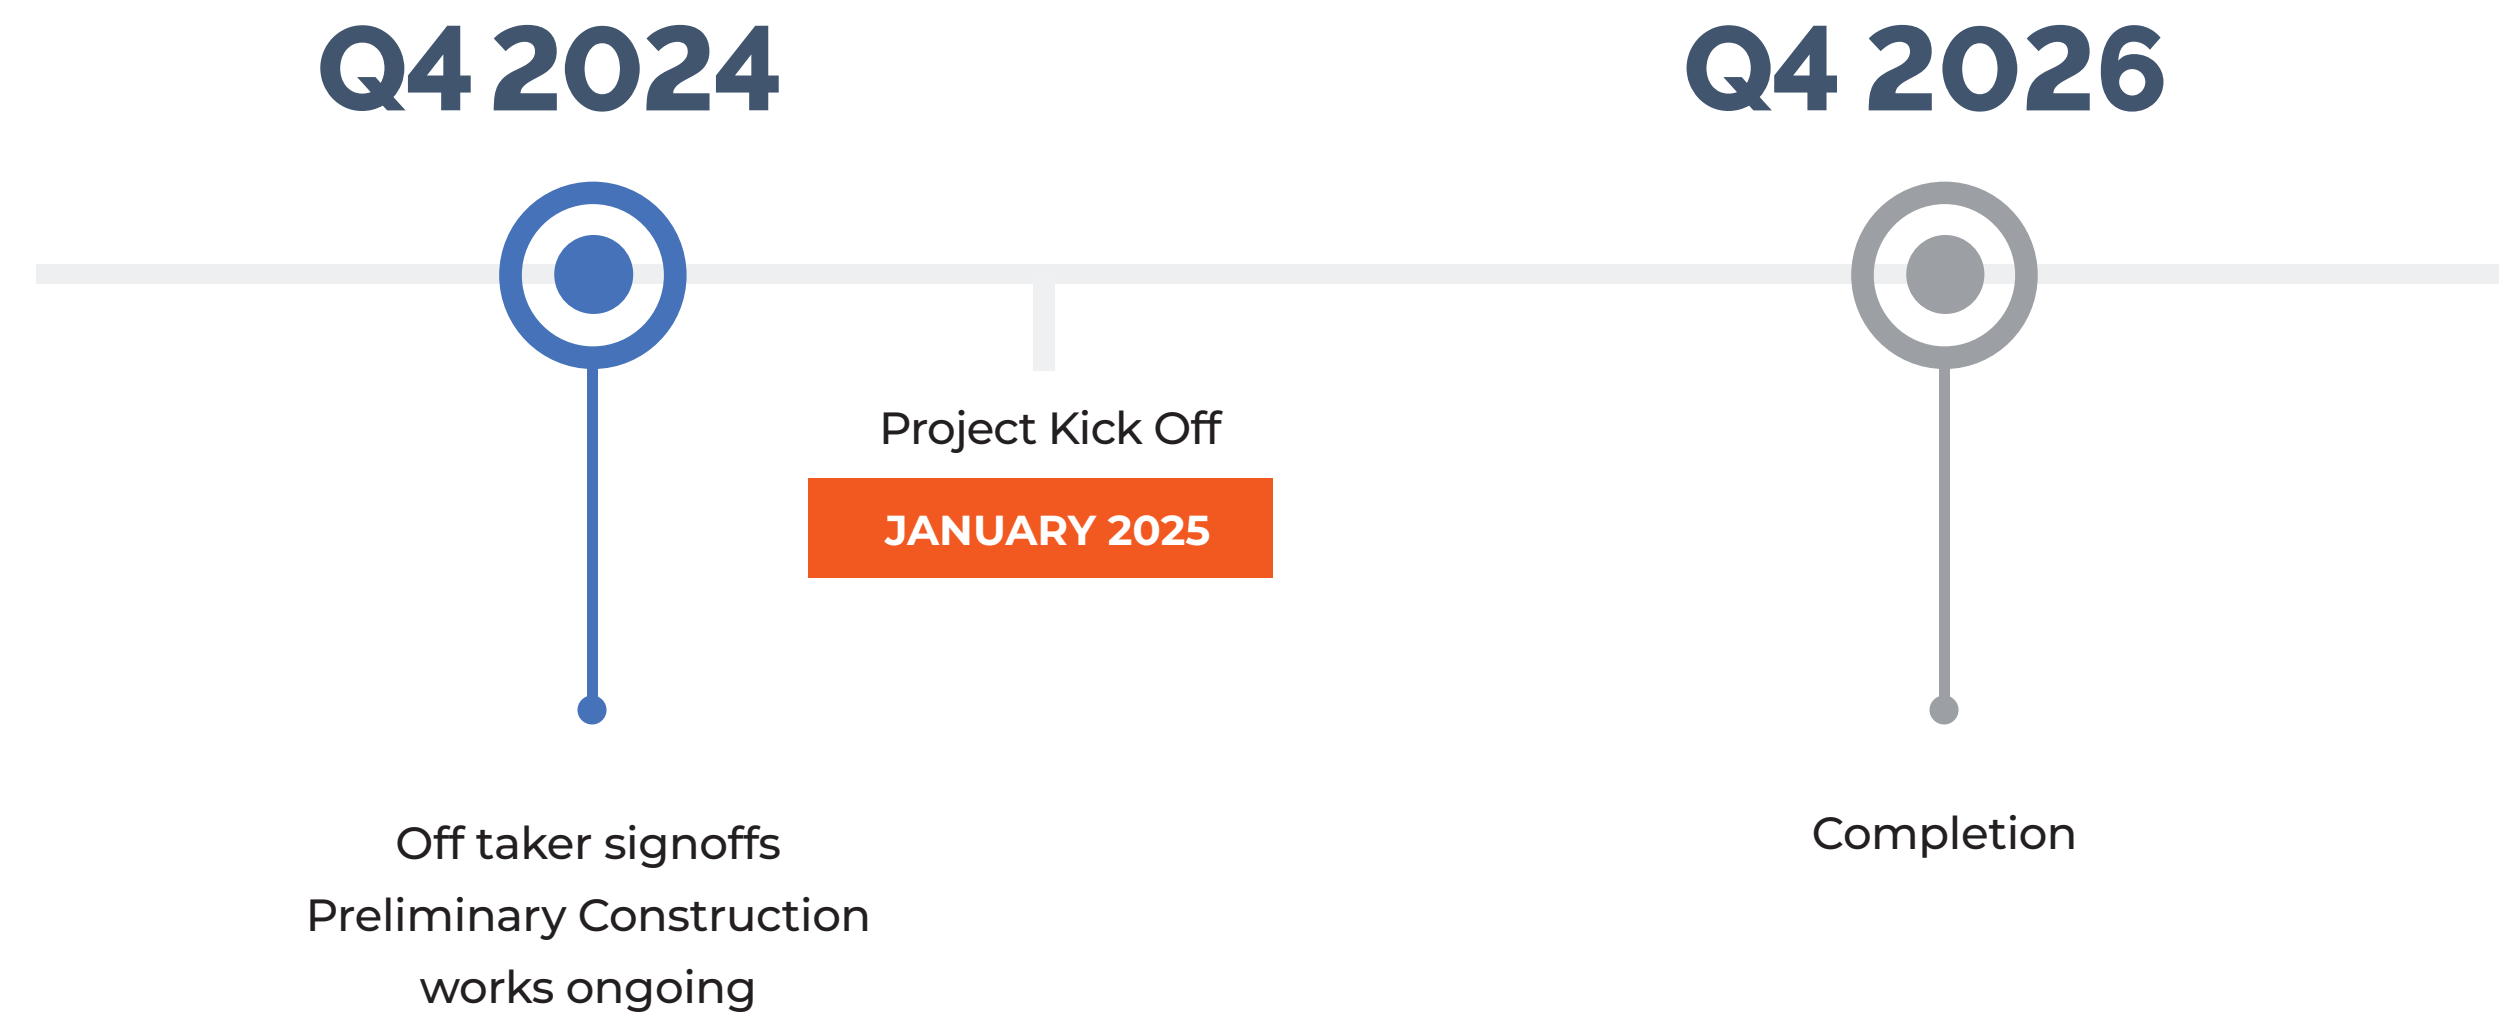 Q4 2024
Q4 2026
Project Kick Off
JANUARY 2025
Off taker signoffs
Preliminary Construction
works ongoing
Completion